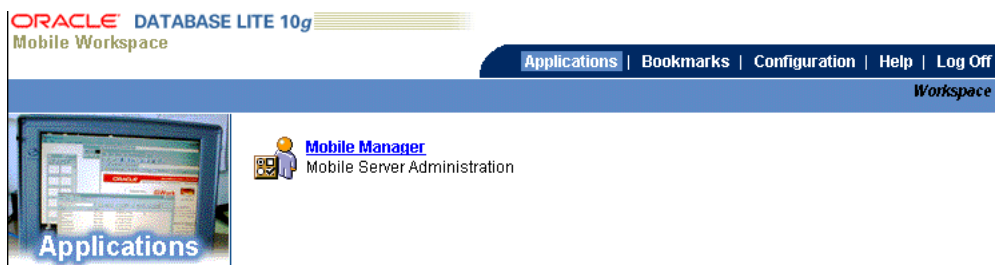 ORACLE® DATABASE LITE 10g
Mobile Workspace
Applications | Bookmarks | Configuration | Help | Log Off
Workspace
Mobile Manager
Mobile Server Administration
ORACLE
Applications